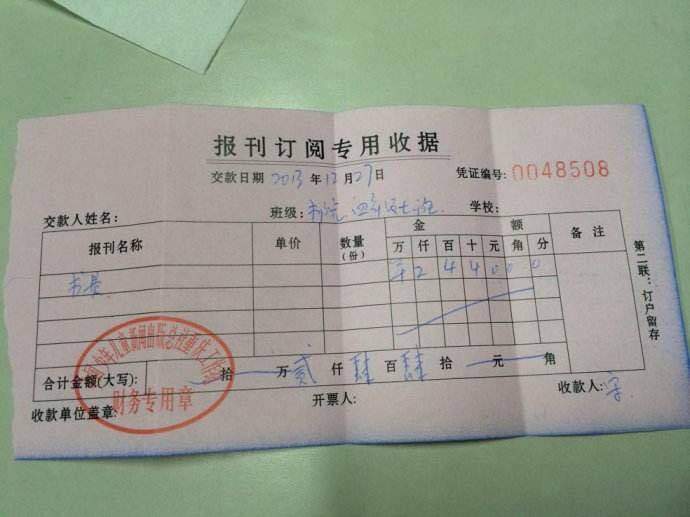 报刊订阅专用收据
交款日期 2013 年 12 月 27 日
凭证编号: 0048508
交款人姓名:
班级: 书院
学校:
报刊名称 单价 数量(份) 金额 备注
万 仟 百 十 元 角 分
书 ¥ 2 4 4 0 0 0
合计金额(大写): 拾 万 贰 仟 肆 百 肆 拾 元 角
财务专用章
收款单位盖章:
开票人:
收款人:
第二联:订户留存